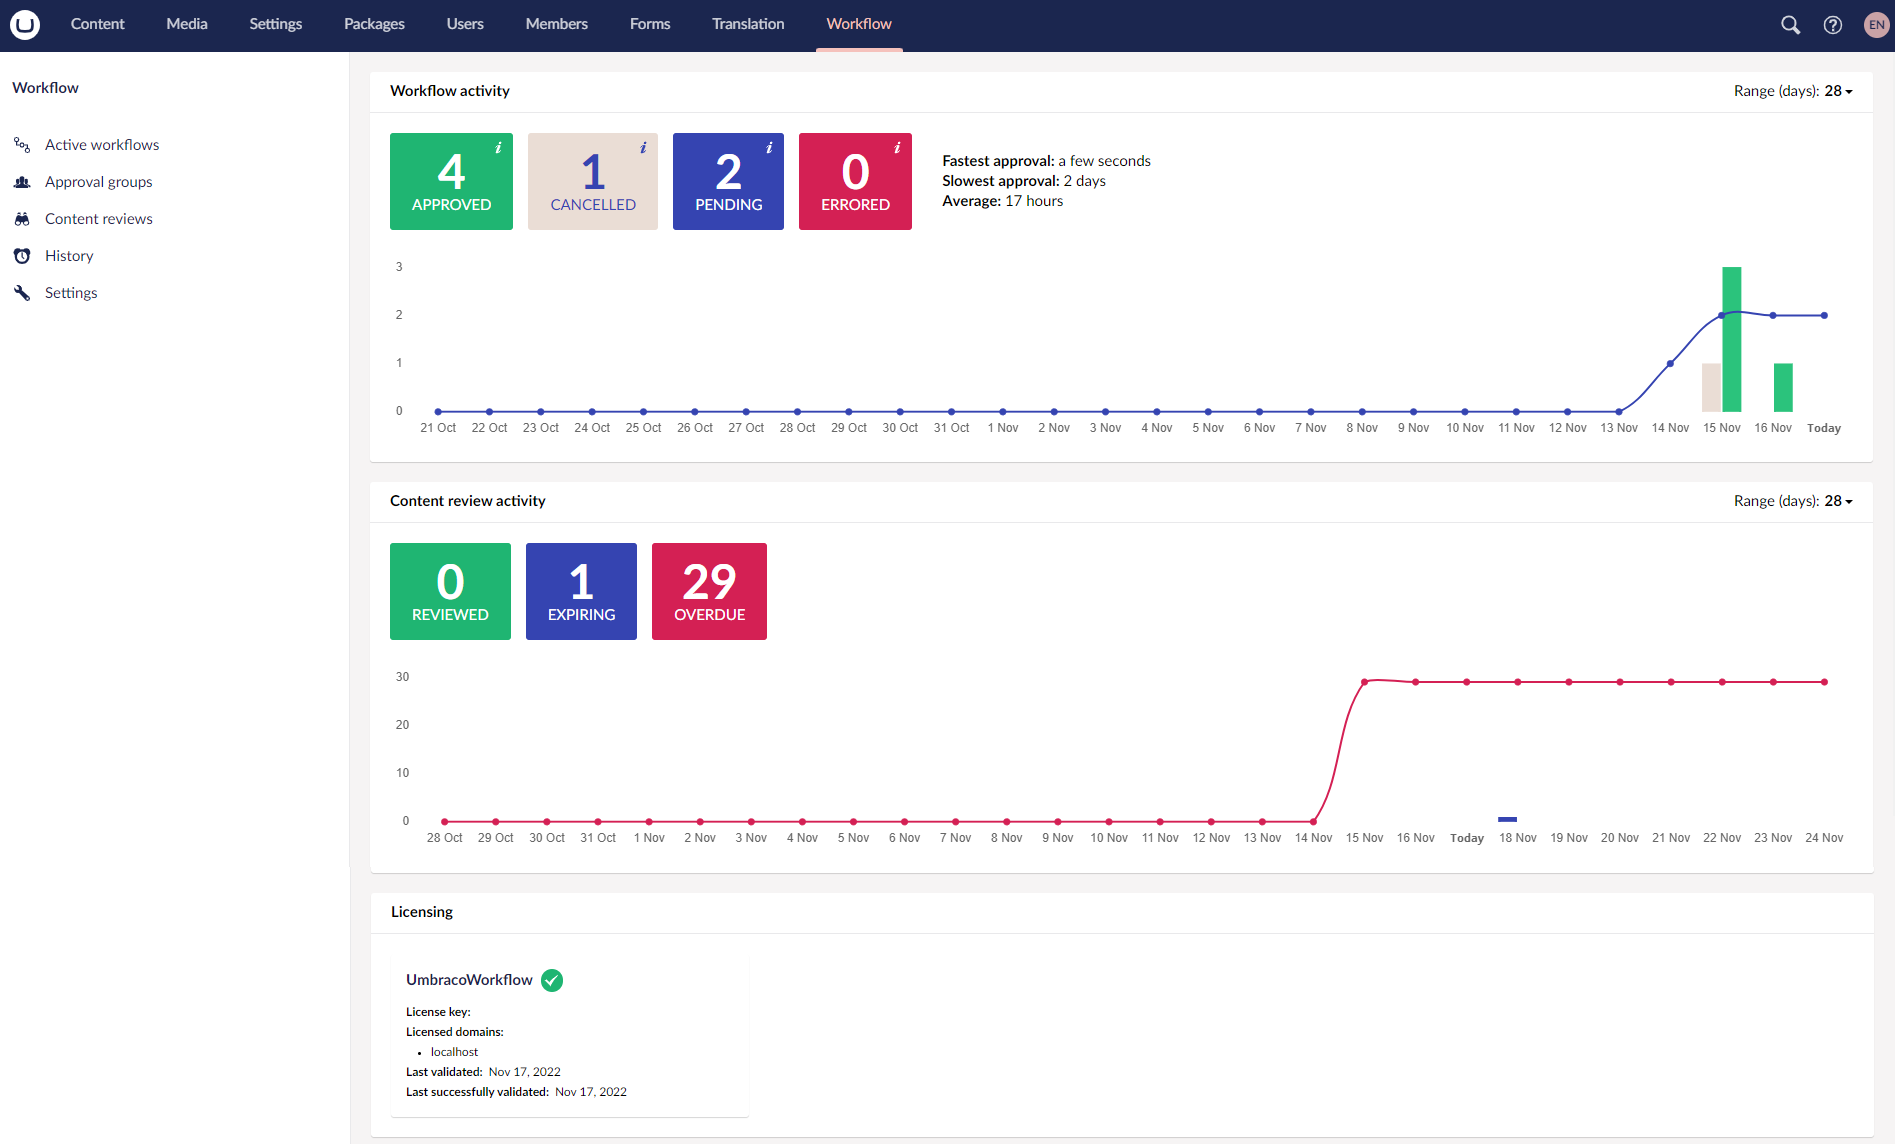 Content Media Settings Packages Users Members Forms Translation Workflow EN
Workflow
Active workflows
Approval groups
Content reviews
History
Settings
Workflow activity
Range (days): 28
4
APPROVED
i
1
CANCELLED
i
2
PENDING
i
0
ERRORED
i
Fastest approval: a few seconds
Slowest approval: 2 days
Average: 17 hours
3
2
1
0
21 Oct 22 Oct 23 Oct 24 Oct 25 Oct 26 Oct 27 Oct 28 Oct 29 Oct 30 Oct 31 Oct 1 Nov 2 Nov 3 Nov 4 Nov 5 Nov 6 Nov 7 Nov 8 Nov 9 Nov 10 Nov 11 Nov 12 Nov 13 Nov 14 Nov 15 Nov 16 Nov Today
Content review activity
Range (days): 28
0
REVIEWED
1
EXPIRING
29
OVERDUE
30
20
10
0
28 Oct 29 Oct 30 Oct 31 Oct 1 Nov 2 Nov 3 Nov 4 Nov 5 Nov 6 Nov 7 Nov 8 Nov 9 Nov 10 Nov 11 Nov 12 Nov 13 Nov 14 Nov 15 Nov 16 Nov Today 18 Nov 19 Nov 20 Nov 21 Nov 22 Nov 23 Nov 24 Nov
Licensing
UmbracoWorkflow
License key:
Licensed domains:
• localhost
Last validated: Nov 17, 2022
Last successfully validated: Nov 17, 2022